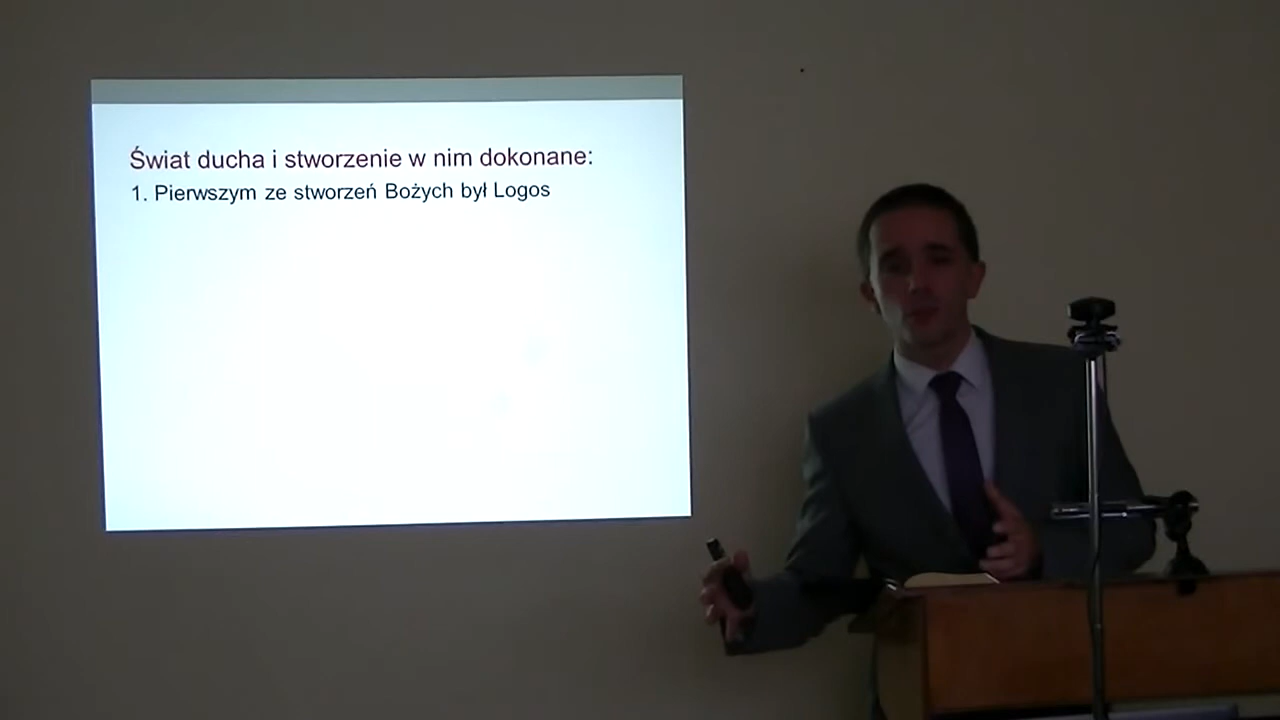 Świat ducha i stworzenie w nim dokonane:
1. Pierwszym ze stworzeń Bożych był Logos